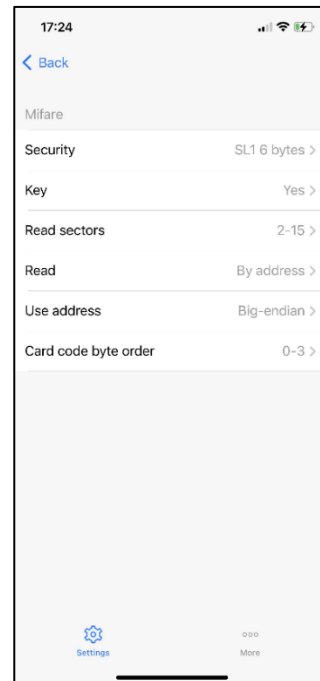 17:24
Back
Mifare
Security SL1 6 bytes
Key Yes
Read sectors 2-15
Read By address
Use address Big-endian
Card code byte order 0-3
Settings More